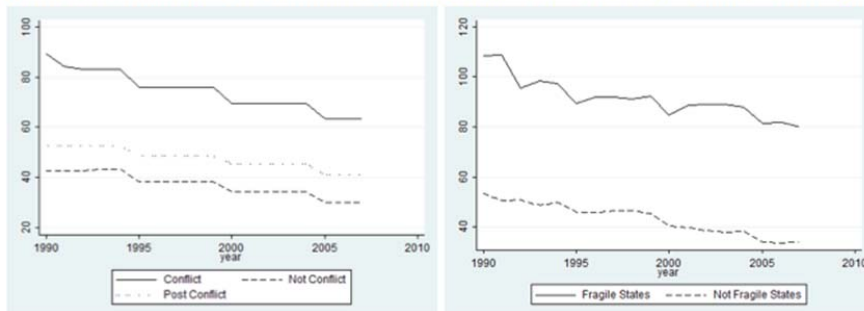 100
80
60
40
20
1990 1995 2000 2005 2010
year
Conflict Not Conflict
Post Conflict
120
100
80
60
40
1990 1995 2000 2005 2010
year
Fragile States Not Fragile States